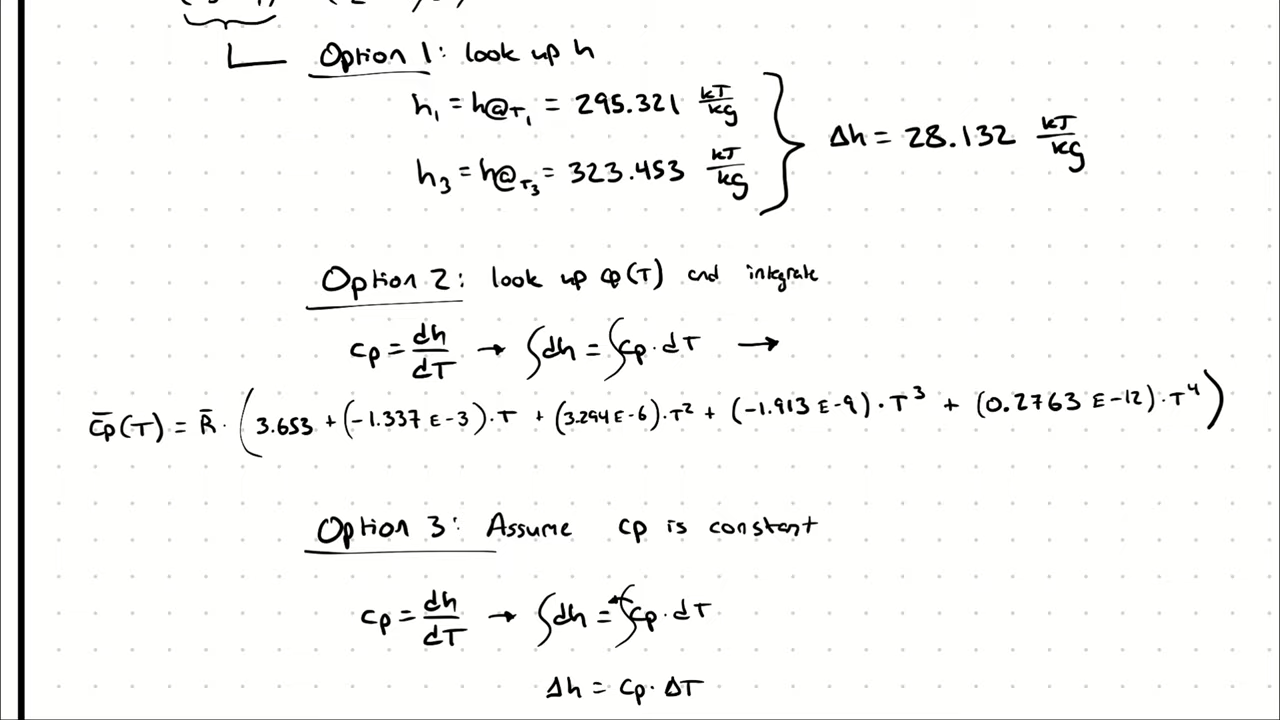 Option 1: look up h
h₁ = h@T₁ = 295.321 kJ/kg
h₃ = h@T₃ = 323.453 kJ/kg
Δh = 28.132 kJ/kg
Option 2: look up cp(T) and integrate
cp = dh/dT → ∫dh = ∫cp·dT →
c̅p(T) = R̅·(3.653 + (-1.337 E-3)·T + (3.294 E-6)·T² + (-1.913 E-9)·T³ + (0.2763 E-12)·T⁴)
Option 3: Assume cp is constant
cp = dh/dT → ∫dh = ∫cp·dT
Δh = cp·ΔT